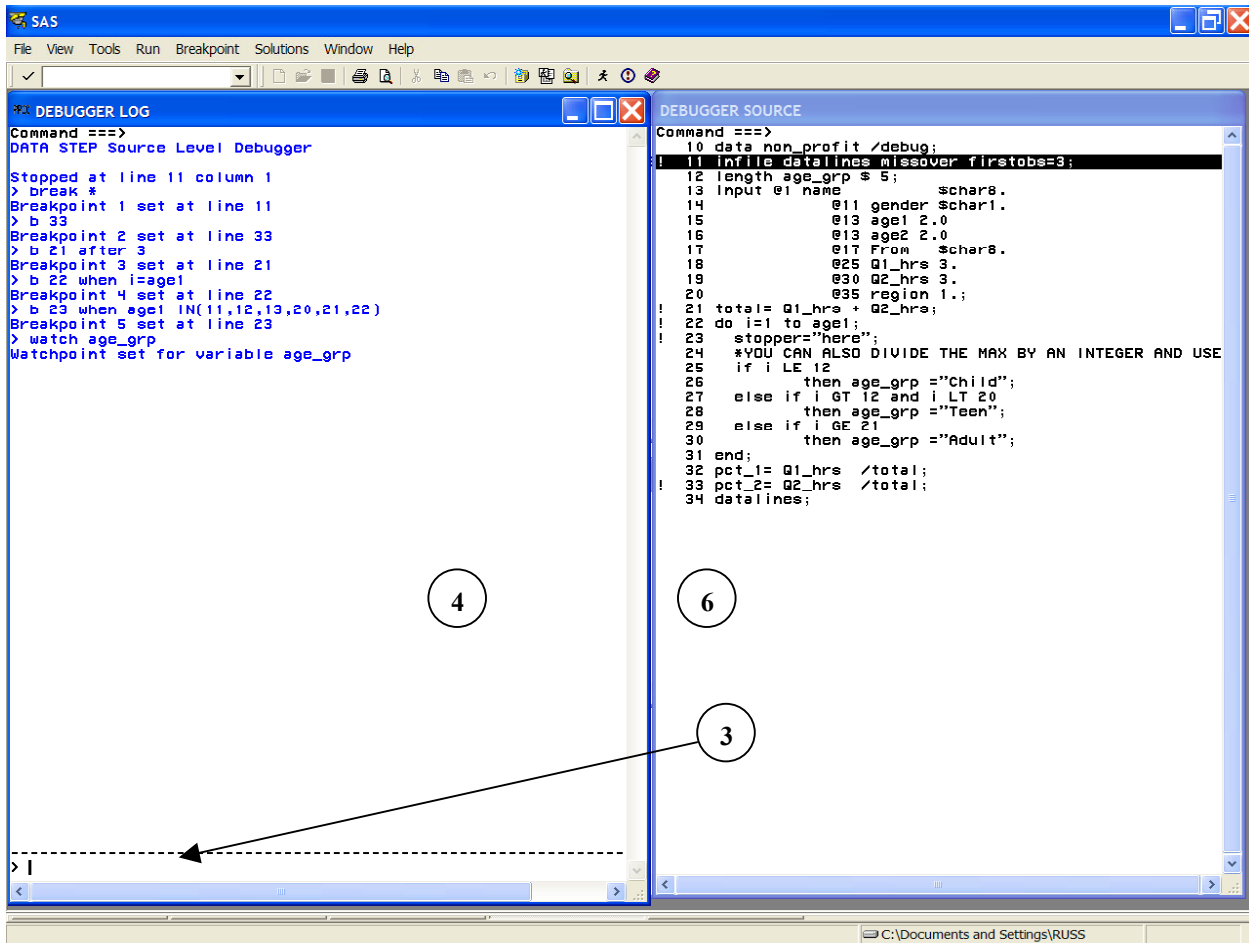 SAS
File View Tools Run Breakpoint Solutions Window Help
DEBUGGER LOG
Command ===>
DATA STEP Source Level Debugger
Stopped at line 11 column 1
> break *
Breakpoint 1 set at line 11
> b 33
Breakpoint 2 set at line 33
> b 21 after 3
Breakpoint 3 set at line 21
> b 22 when i=age1
Breakpoint 4 set at line 22
> b 23 when age1 IN(11,12,13,20,21,22)
Breakpoint 5 set at line 23
> watch age_grp
Watchpoint set for variable age_grp
4
>
DEBUGGER SOURCE
Command ===>
10 data non_profit /debug;
! 11 infile datalines missover firstobs=3;
12 length age_grp $ 5;
13 Input @1 name $char8.
14 @11 gender $char1.
15 @13 age1 2.0
16 @13 age2 2.0
17 @17 From $char8.
18 @25 Q1_hrs 3.
19 @30 Q2_hrs 3.
20 @35 region 1.;
! 21 total= Q1_hrs + Q2_hrs;
! 22 do i=1 to age1;
! 23 stopper="here";
24 *YOU CAN ALSO DIVIDE THE MAX BY AN INTEGER AND USE
25 if i LE 12
26 then age_grp ="Child";
27 else if i GT 12 and i LT 20
28 then age_grp ="Teen";
29 else if i GE 21
30 then age_grp ="Adult";
31 end;
32 pct_1= Q1_hrs /total;
! 33 pct_2= Q2_hrs /total;
34 datalines;
6
3
C:\Documents and Settings\RUSS